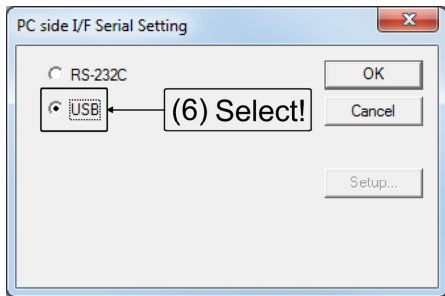 PC side I/F Serial Setting
RS-232C
OK
USB
(6) Select!
Cancel
Setup...